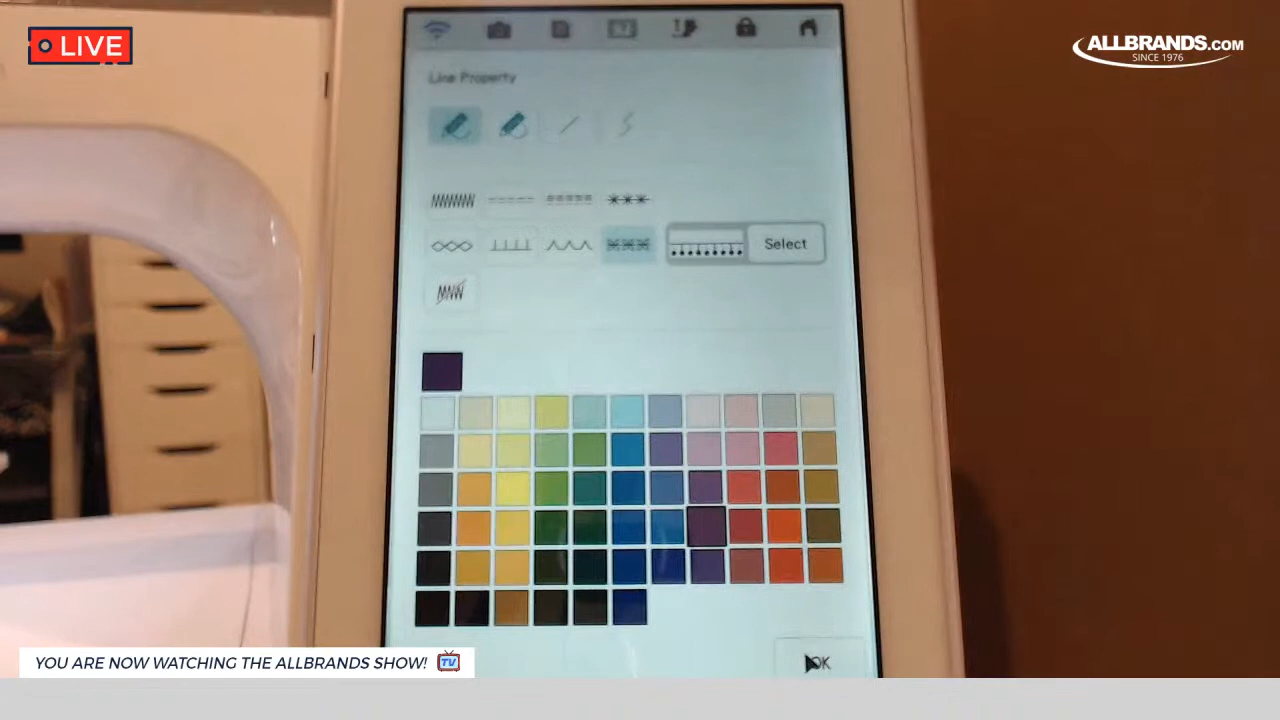 LIVE
ALLBRANDS.COM
SINCE 1976
Line Property
Select
OK
YOU ARE NOW WATCHING THE ALLBRANDS SHOW! TV